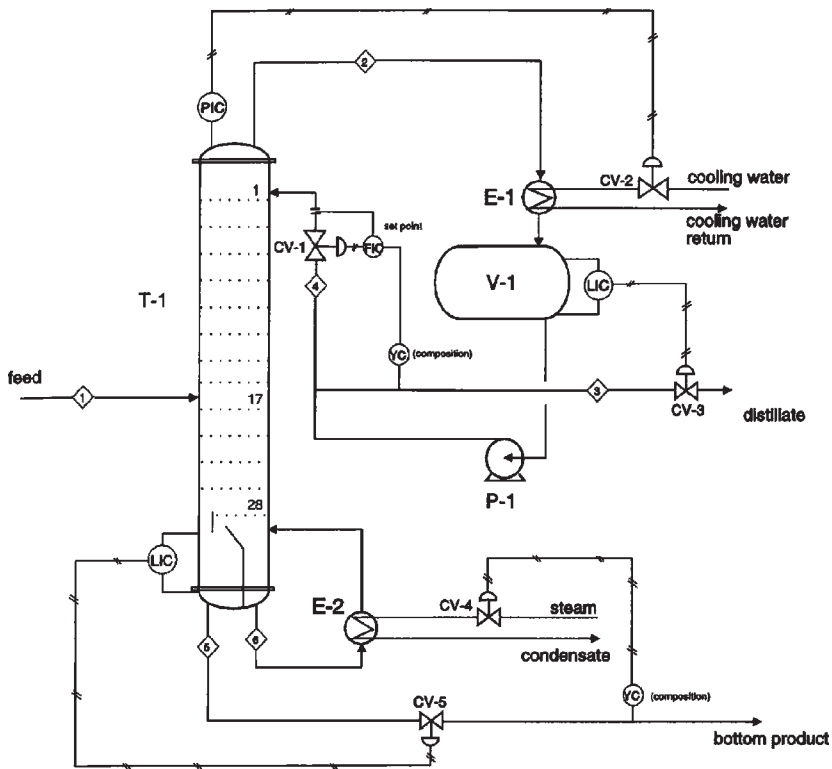 2
PIC
1
CV-2
cooling water
E-1
cooling water
return
set point
CV-1
FIC
4
V-1
LIC
T-1
YC (composition)
feed
1
17
3
CV-3
distillate
P-1
28
LIC
E-2
CV-4
steam
condensate
5
6
CV-5
YC (composition)
bottom product